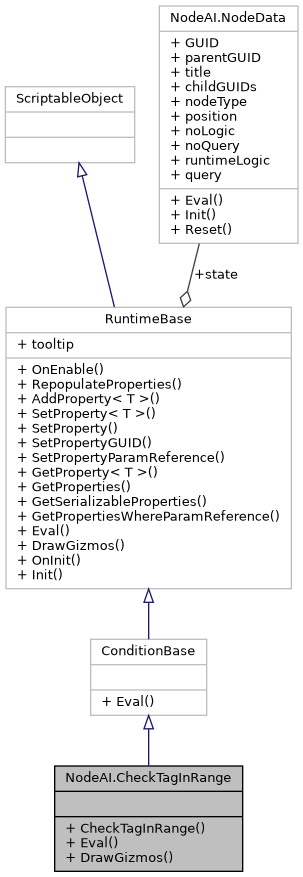 NodeAI.NodeData
+ GUID
+ parentGUID
+ title
+ childGUIDs
+ nodeType
+ position
+ noLogic
+ noQuery
+ runtimeLogic
+ query
+ Eval()
+ Init()
+ Reset()
ScriptableObject
+state
RuntimeBase
+ tooltip
+ OnEnable()
+ RepopulateProperties()
+ AddProperty< T >()
+ SetProperty< T >()
+ SetProperty()
+ SetPropertyGUID()
+ SetPropertyParamReference()
+ GetProperty< T >()
+ GetProperties()
+ GetSerializableProperties()
+ GetPropertiesWhereParamReference()
+ Eval()
+ DrawGizmos()
+ OnInit()
+ Init()
ConditionBase
+ Eval()
NodeAI.CheckTagInRange
+ CheckTagInRange()
+ Eval()
+ DrawGizmos()